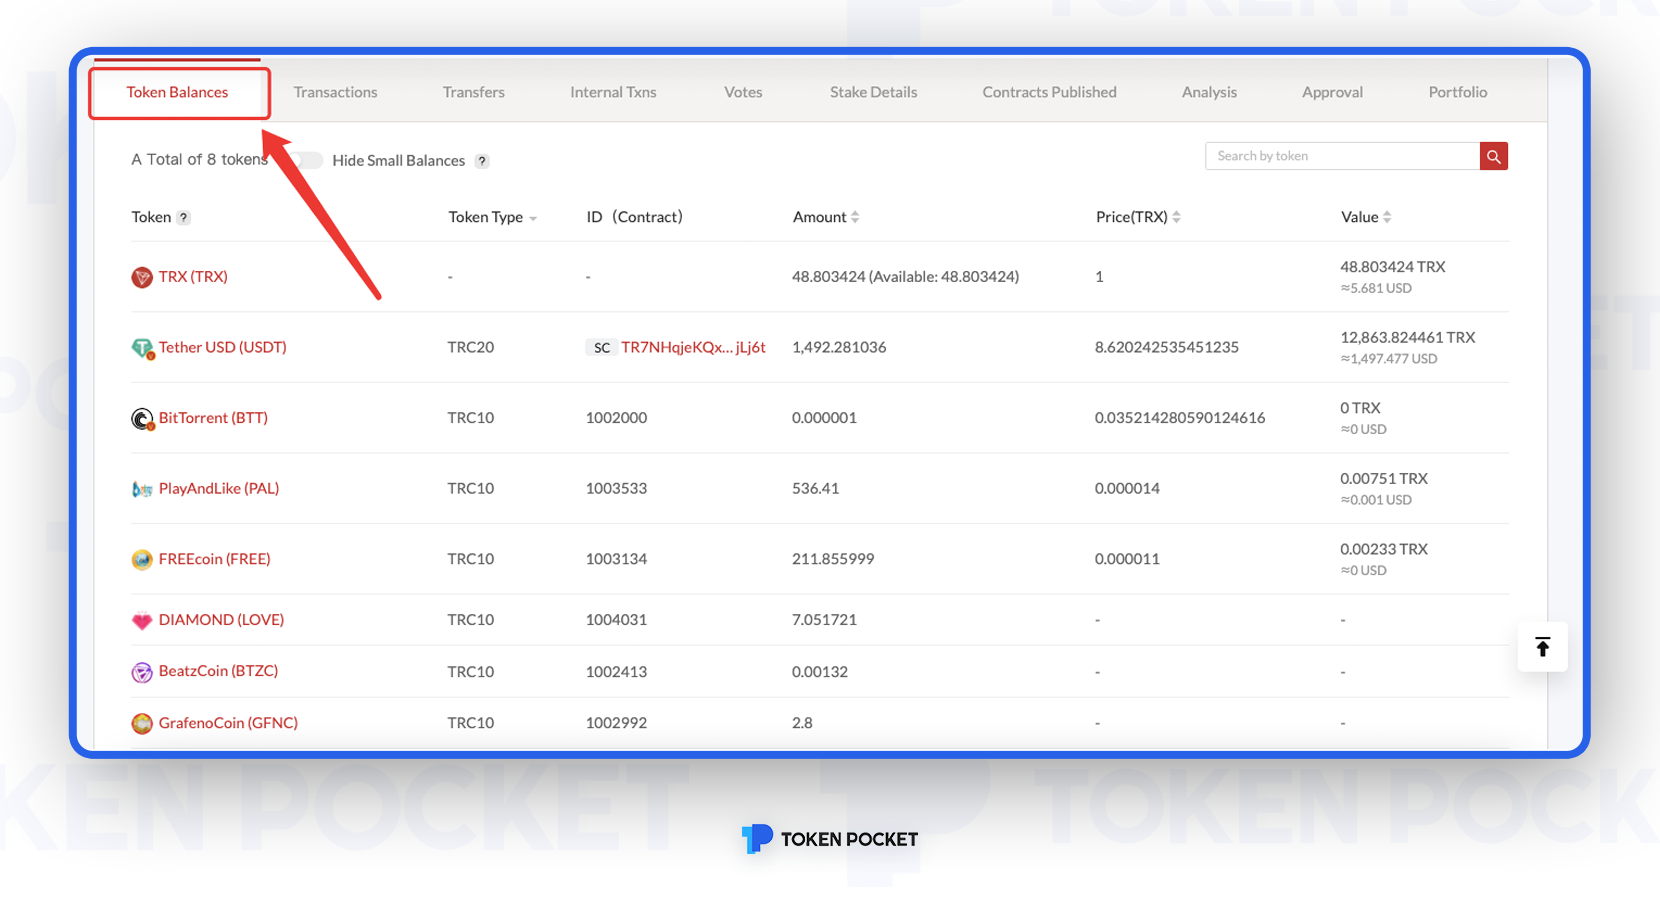 Token Balances Transactions Transfers Internal Txns Votes Stake Details Contracts Published Analysis Approval Portfolio
A Total of 8 tokens Hide Small Balances ? Search by token
Token ? Token Type ID（Contract） Amount Price(TRX) Value
TRX (TRX) - - 48.803424 (Available: 48.803424) 1 48.803424 TRX
≈5.681 USD
Tether USD (USDT) TRC20 SC TR7NHqjeKQx... jLj6t 1,492.281036 8.620242535451235 12,863.824461 TRX
≈1,497.477 USD
BitTorrent (BTT) TRC10 1002000 0.000001 0.035214280590124616 0 TRX
≈0 USD
PlayAndLike (PAL) TRC10 1003533 536.41 0.000014 0.00751 TRX
≈0.001 USD
FREEcoin (FREE) TRC10 1003134 211.855999 0.000011 0.00233 TRX
≈0 USD
DIAMOND (LOVE) TRC10 1004031 7.051721 - -
BeatzCoin (BTZC) TRC10 1002413 0.00132 - -
GrafenoCoin (GFNC) TRC10 1002992 2.8 - -
TOKEN POCKET TOKEN POCKET
TOKEN POCKET